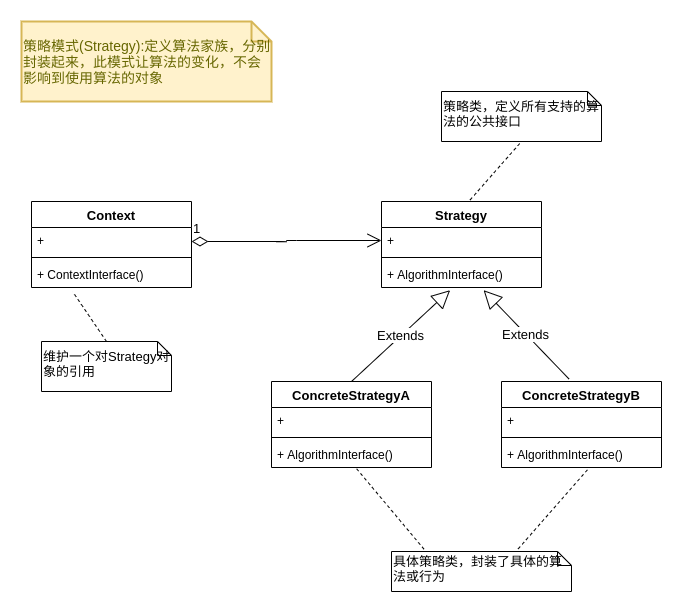 策略模式(Strategy):定义算法家族，分别
封装起来，此模式让算法的变化，不会
影响到使用算法的对象
策略类，定义所有支持的算
法的公共接口
Context
+
+ ContextInterface()
1
Strategy
+
+ AlgorithmInterface()
维护一个对Strategy对
象的引用
Extends
Extends
ConcreteStrategyA
+
+ AlgorithmInterface()
ConcreteStrategyB
+
+ AlgorithmInterface()
具体策略类，封装了具体的算
法或行为